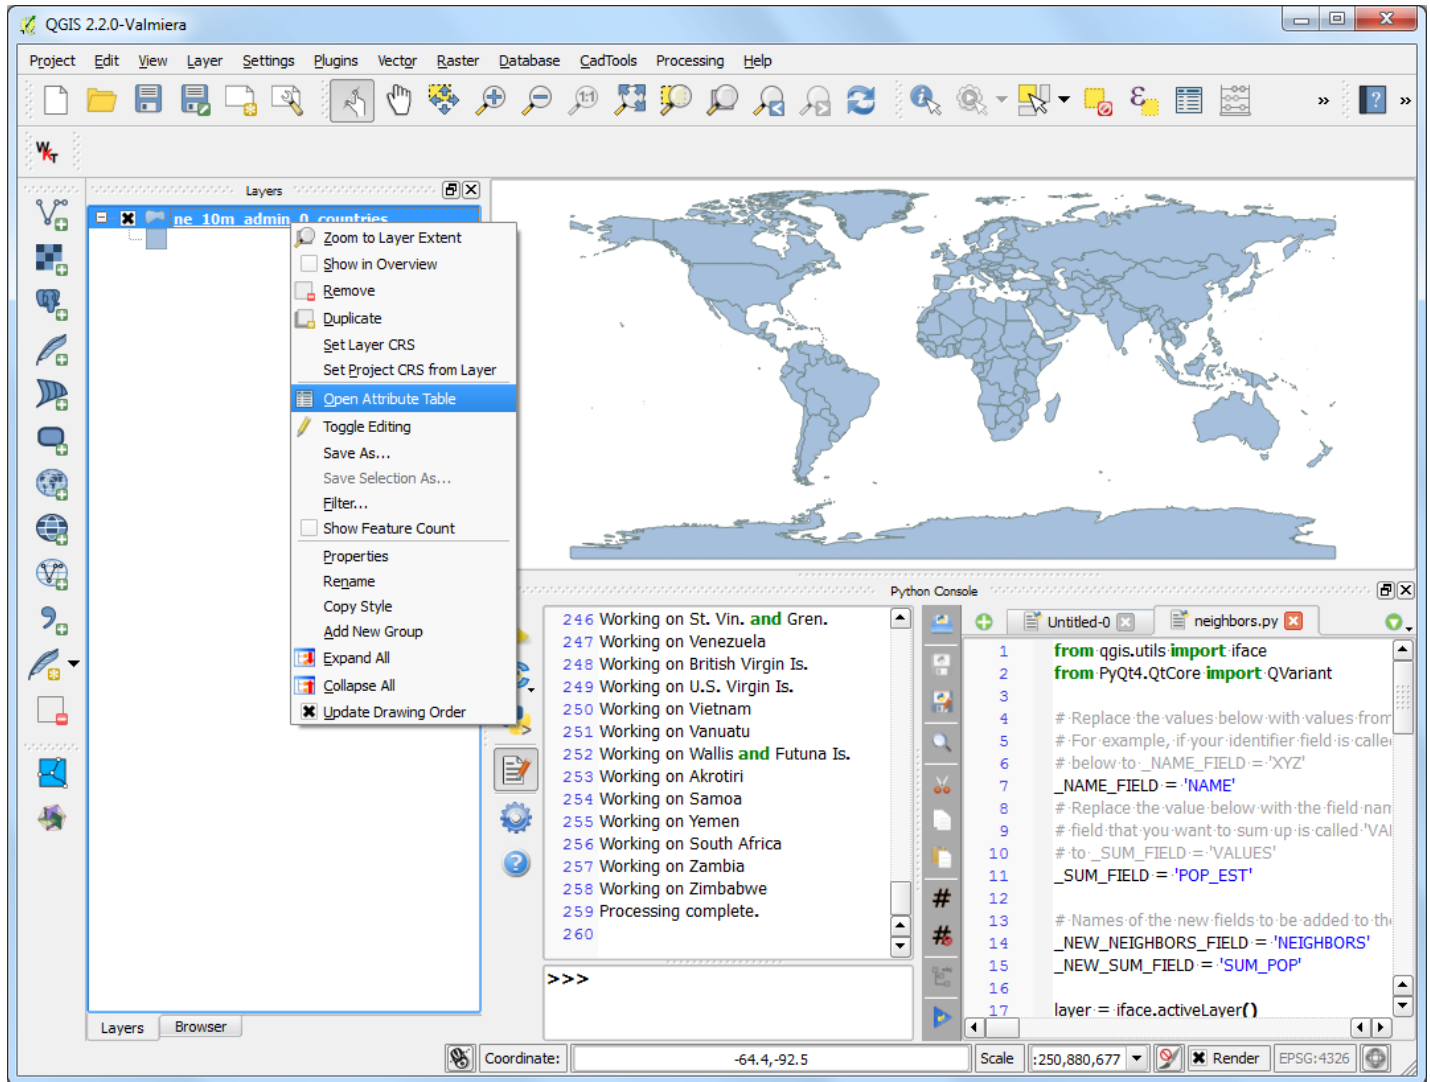 QGIS 2.2.0-Valmiera
Project Edit View Layer Settings Plugins Vector Raster Database CadTools Processing Help
1:1
» ? »
WKT
Layers
ne_10m_admin_0_countries
Zoom to Layer Extent
Show in Overview
Remove
Duplicate
Set Layer CRS
Set Project CRS from Layer
Open Attribute Table
Toggle Editing
Save As...
Save Selection As...
Filter...
Show Feature Count
Properties
Rename
Copy Style
Add New Group
Expand All
Collapse All
Update Drawing Order
Layers Browser
Python Console
246 Working on St. Vin. and Gren.
247 Working on Venezuela
248 Working on British Virgin Is.
249 Working on U.S. Virgin Is.
250 Working on Vietnam
251 Working on Vanuatu
252 Working on Wallis and Futuna Is.
253 Working on Akrotiri
254 Working on Samoa
255 Working on Yemen
256 Working on South Africa
257 Working on Zambia
258 Working on Zimbabwe
259 Processing complete.
260
>>>
Untitled-0 neighbors.py
1 from qgis.utils import iface
2 from PyQt4.QtCore import QVariant
3
4 # Replace the values below with values from
5 # For example, if your identifier field is calle
6 # below to _NAME_FIELD = 'XYZ'
7 _NAME_FIELD = 'NAME'
8 # Replace the value below with the field nam
9 # field that you want to sum up is called 'VAL
10 # to _SUM_FIELD = 'VALUES'
11 _SUM_FIELD = 'POP_EST'
12
13 # Names of the new fields to be added to the
14 _NEW_NEIGHBORS_FIELD = 'NEIGHBORS'
15 _NEW_SUM_FIELD = 'SUM_POP'
16
17 layer = iface.activeLayer()
Coordinate: -64.4,-92.5 Scale :250,880,677 Render EPSG:4326